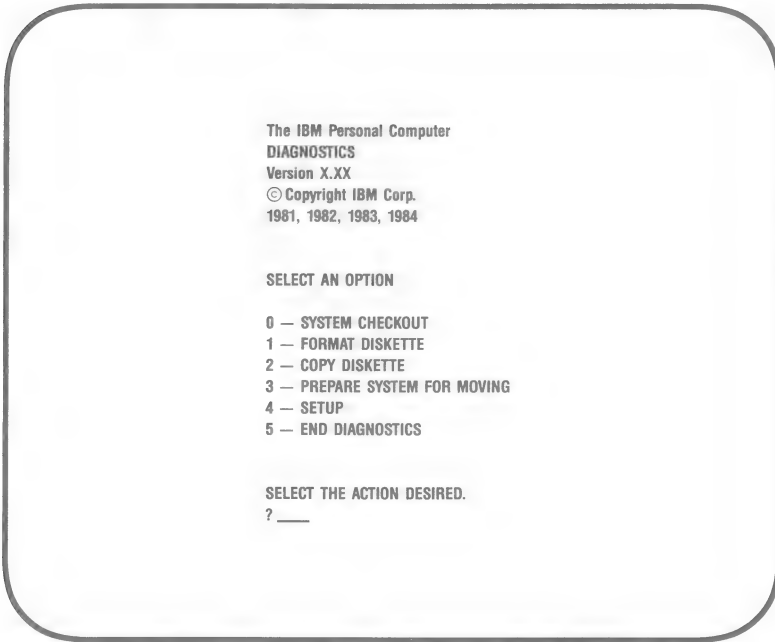 The IBM Personal Computer
DIAGNOSTICS
Version X.XX
© Copyright IBM Corp.
1981, 1982, 1983, 1984
SELECT AN OPTION
0 — SYSTEM CHECKOUT
1 — FORMAT DISKETTE
2 — COPY DISKETTE
3 — PREPARE SYSTEM FOR MOVING
4 — SETUP
5 — END DIAGNOSTICS
SELECT THE ACTION DESIRED.
? ____